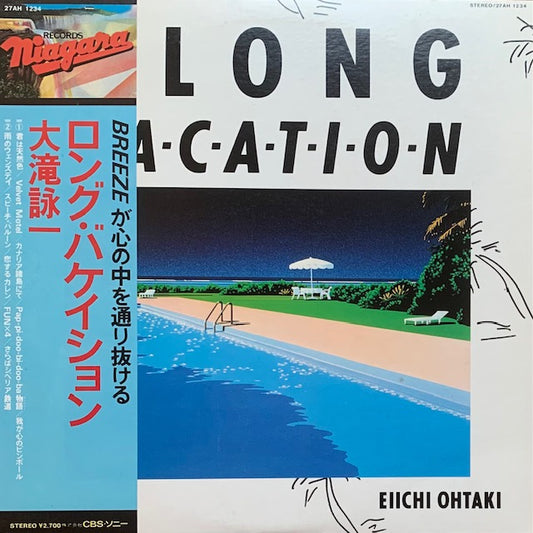 27AH 1234
STEREO/27AH 1234
RECORDS
Niagara
LONG
A·C·A·T·I·O·N
BREEZEが心の中を通り抜ける
ロング・バケイション
大滝詠一
① 君は天然色／Velvet Motel／カナリア諸島にて／Pap-pi-doo-bi-doo-ba物語／我が心のピンボール
② 雨のウェンズデイ／スピーチ・バルーン／恋するカレン／FUN×4／さらばシベリア鉄道
EIICHI OHTAKI
STEREO ¥2,700 株式会社 CBS・ソニー